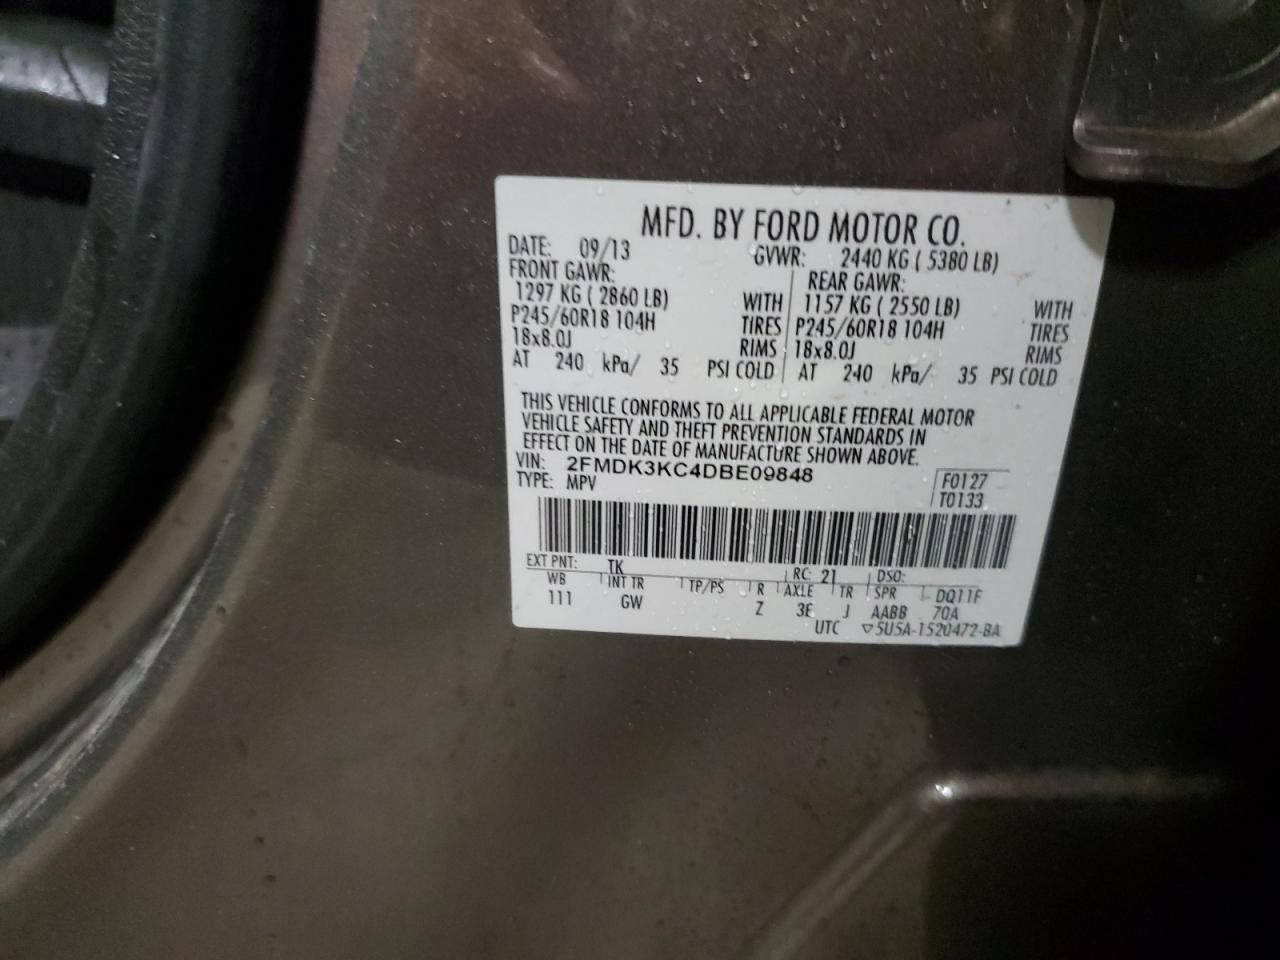 MFD. BY FORD MOTOR CO.
DATE: 09/13 GVWR: 2440 KG ( 5380 LB)
FRONT GAWR: REAR GAWR:
1297 KG ( 2860 LB) WITH 1157 KG ( 2550 LB) WITH
P245/60R18 104H TIRES P245/60R18 104H TIRES
18x8.0J RIMS 18x8.0J RIMS
AT 240 kPa/ 35 PSI COLD AT 240 kPa/ 35 PSI COLD
THIS VEHICLE CONFORMS TO ALL APPLICABLE FEDERAL MOTOR
VEHICLE SAFETY AND THEFT PREVENTION STANDARDS IN
EFFECT ON THE DATE OF MANUFACTURE SHOWN ABOVE.
VIN: 2FMDK3KC4DBE09848
TYPE: MPV
F0127
T0133
EXT PNT: TK RC: 21 DSO:
WB INT TR TP/PS R AXLE TR SPR DQ11F
111 GW Z 3E J AABB 70A
UTC ▽5U5A-1520472-BA